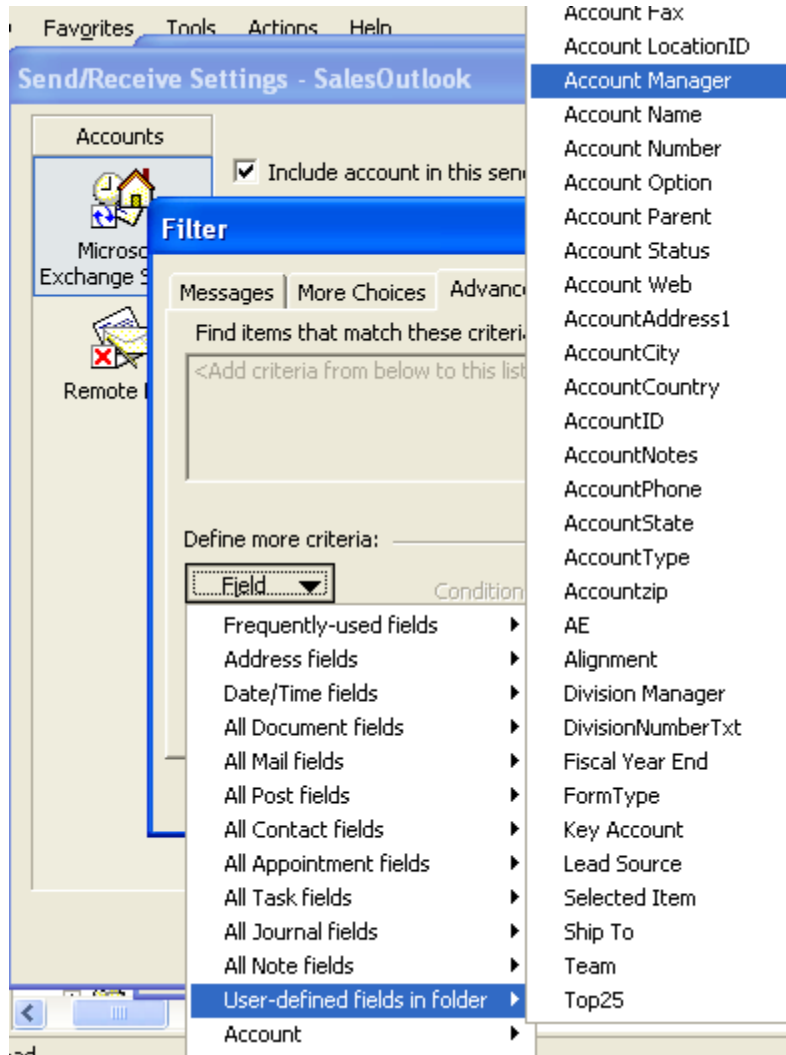 Favorites Tools Actions Help
Send/Receive Settings - SalesOutlook
Accounts
Include account in this
Microso
Exchange S
Remote
Filter
Messages
More Choices
Advanc
Find items that match these criteri
<Add criteria from below to this list
Define more criteria:
Field
Condition
Frequently-used fields
Address fields
Date/Time fields
All Document fields
All Mail fields
All Post fields
All Contact fields
All Appointment fields
All Task fields
All Journal fields
All Note fields
User-defined fields in folder
Account
Account Fax
Account LocationID
Account Manager
Account Name
Account Number
Account Option
Account Parent
Account Status
Account Web
AccountAddress1
AccountCity
AccountCountry
AccountID
AccountNotes
AccountPhone
AccountState
AccountType
Accountzip
AE
Alignment
Division Manager
DivisionNumberTxt
Fiscal Year End
FormType
Key Account
Lead Source
Selected Item
Ship To
Team
Top25